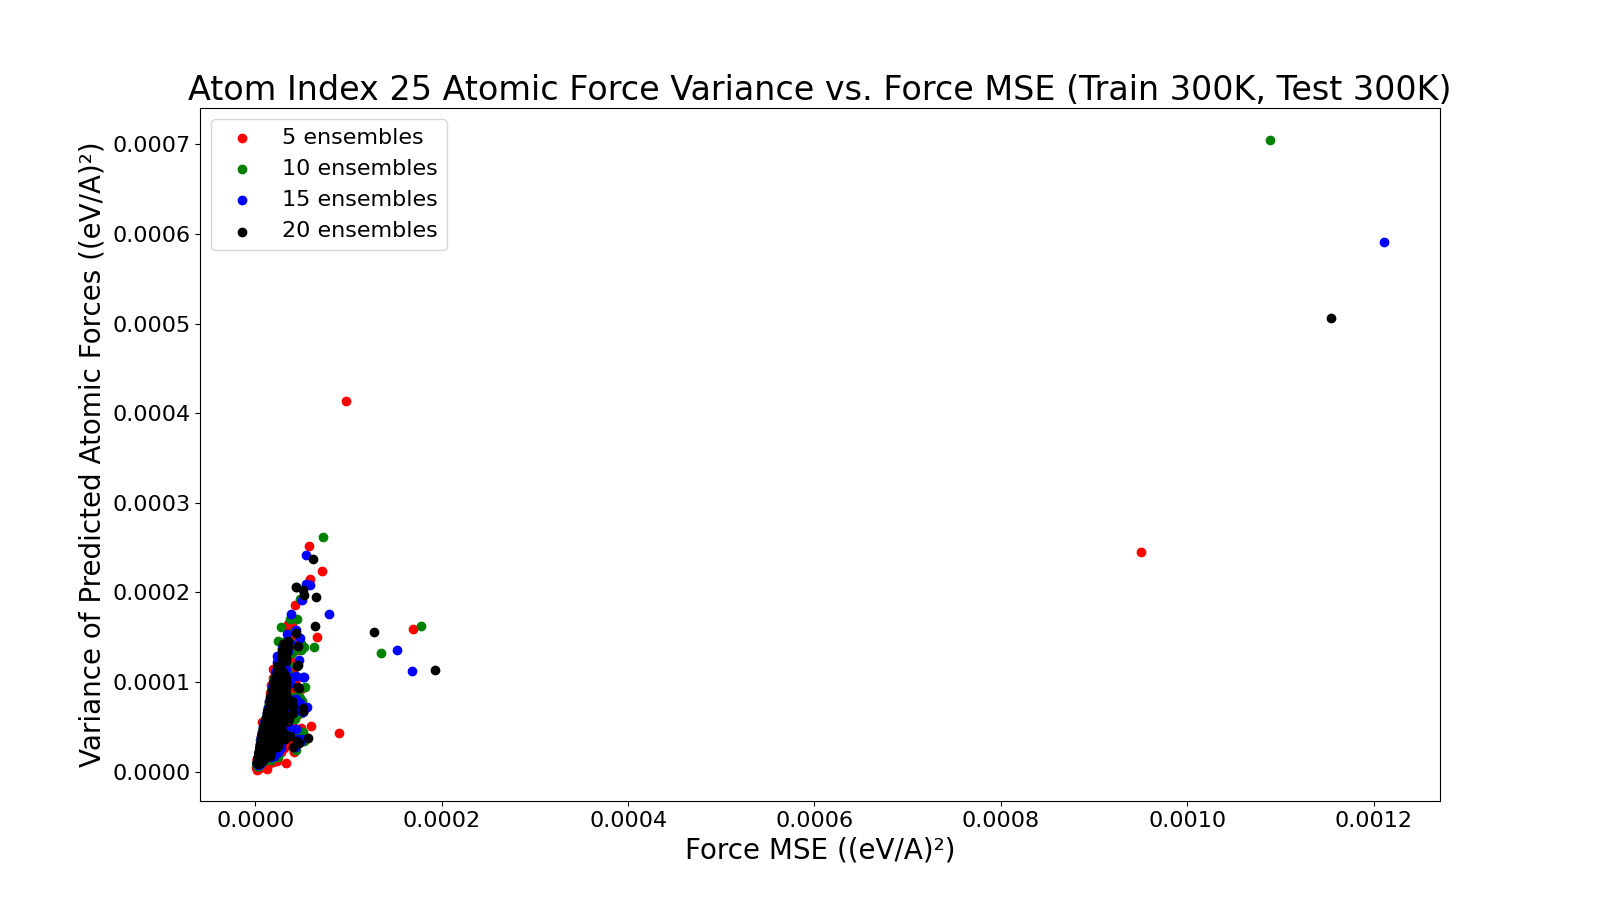 Atom Index 25 Atomic Force Variance vs. Force MSE (Train 300K, Test 300K)
5 ensembles
10 ensembles
15 ensembles
20 ensembles
Variance of Predicted Atomic Forces ((eV/A)²)
0.0007
0.0006
0.0005
0.0004
0.0003
0.0002
0.0001
0.0000
0.0000 0.0002 0.0004 0.0006 0.0008 0.0010 0.0012
Force MSE ((eV/A)²)